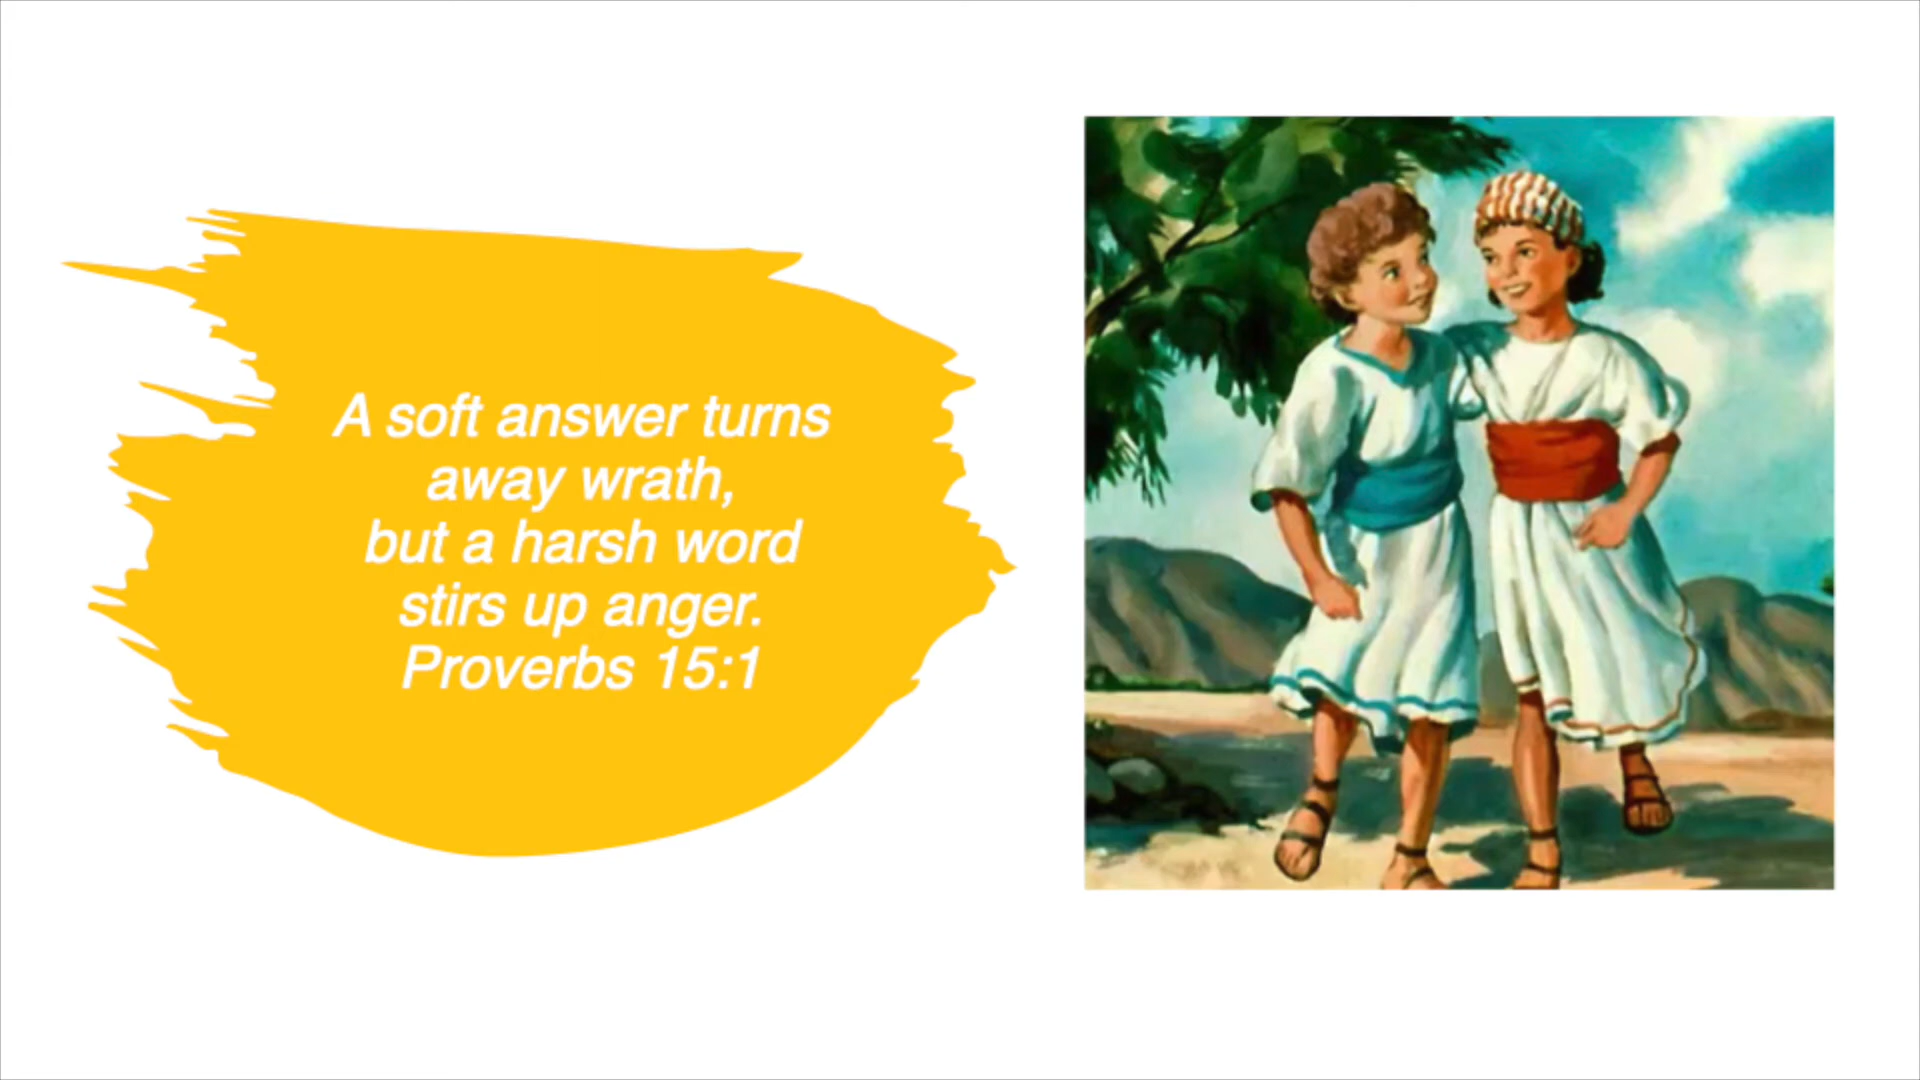 A soft answer turns
away wrath,
but a harsh word
stirs up anger.
Proverbs 15:1